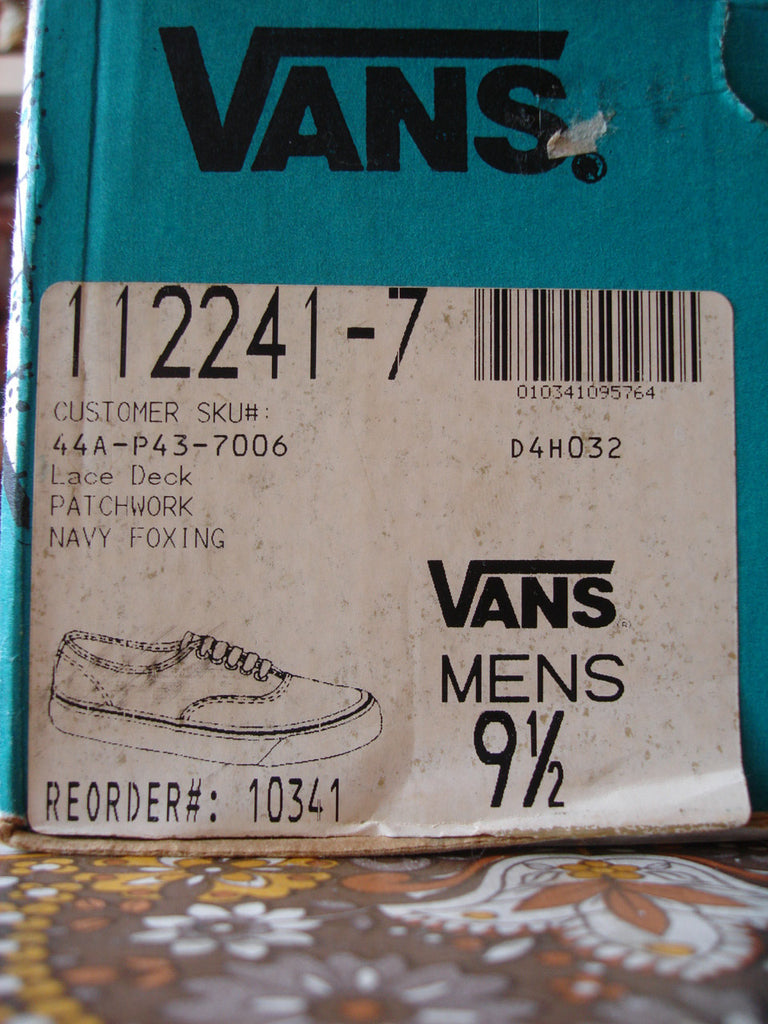 VANS®
112241-7
010341095764
CUSTOMER SKU#:
44A-P43-7006
D4H032
Lace Deck
PATCHWORK
NAVY FOXING
VANS®
MENS
9½
REORDER#: 10341